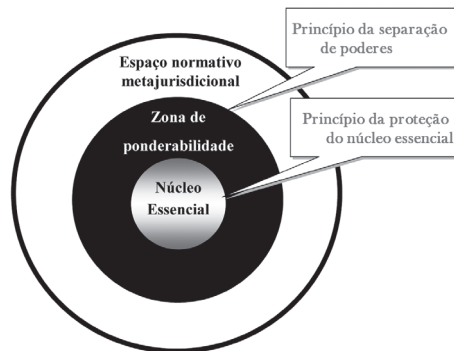 Princípio da separação
de poderes
Espaço normativo
metajurisdicional
Princípio da proteção
do núcleo essencial
Zona de
ponderabilidade
Núcleo
Essencial